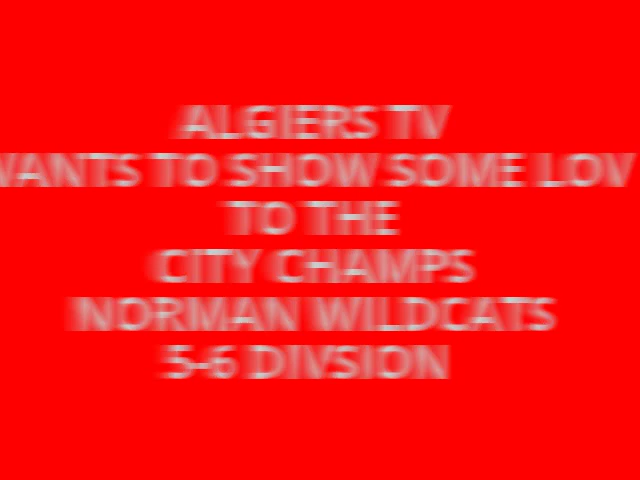 ALGIERS TV
WANTS TO SHOW SOME LOV
TO THE
CITY CHAMPS
NORMAN WILDCATS
5-6 DIVSION